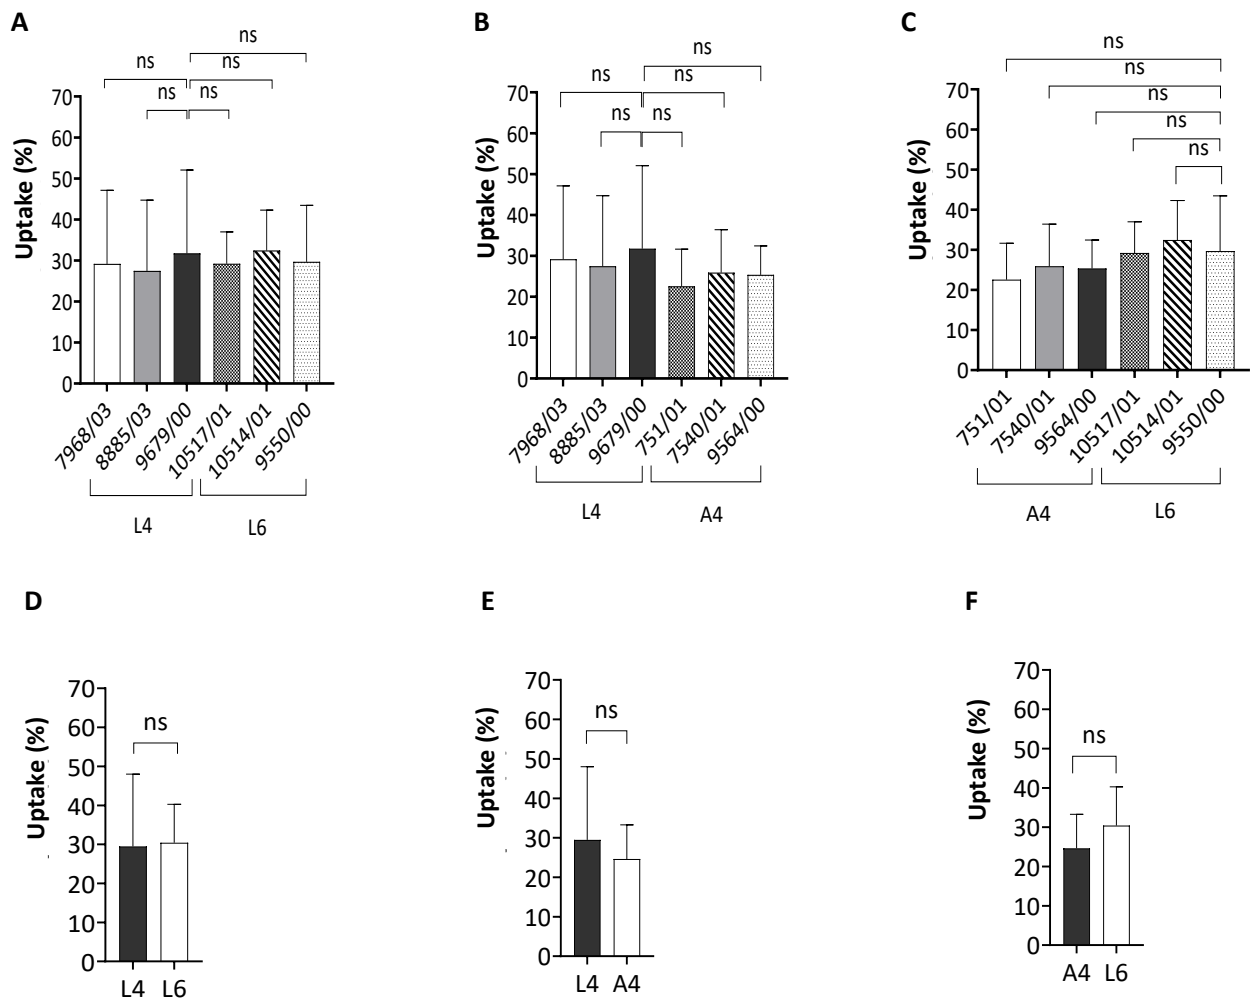 A
ns
ns
ns
ns
ns
Uptake (%)
70
60
50
40
30
20
10
0
7968/03
8885/03
9679/00
10517/01
10514/01
9550/00
L4
L6
B
ns
ns
ns
ns
ns
Uptake (%)
70
60
50
40
30
20
10
0
7968/03
8885/03
9679/00
751/01
7540/01
9564/00
L4
A4
C
ns
ns
ns
ns
ns
Uptake (%)
70
60
50
40
30
20
10
0
751/01
7540/01
9564/00
10517/01
10514/01
9550/00
A4
L6
D
ns
Uptake (%)
70
60
50
40
30
20
10
0
L4 L6
E
ns
Uptake (%)
70
60
50
40
30
20
10
0
L4 A4
F
ns
Uptake (%)
70
60
50
40
30
20
10
0
A4 L6